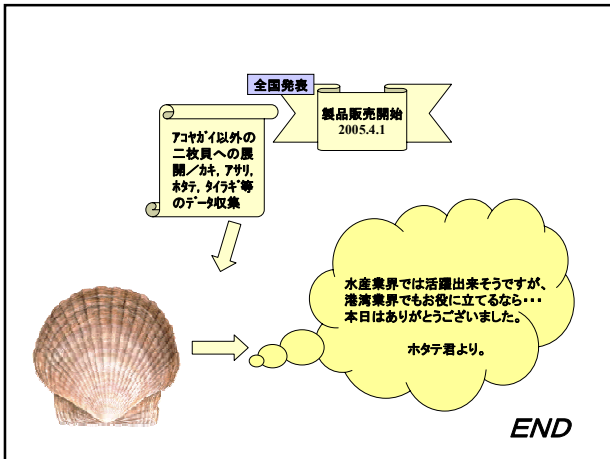 全国発表
製品販売開始
2005.4.1
ｱｺﾔｶﾞｲ以外の
二枚貝への展
開／ｶｷ，ｱｻﾘ，
ﾎﾀﾃ，ﾀｲﾗｷﾞ等
のﾃﾞｰﾀ収集
水産業界では活躍出来そうですが、
港湾業界でもお役に立てるなら・・・
本日はありがとうございました。
ホタテ君より。
END